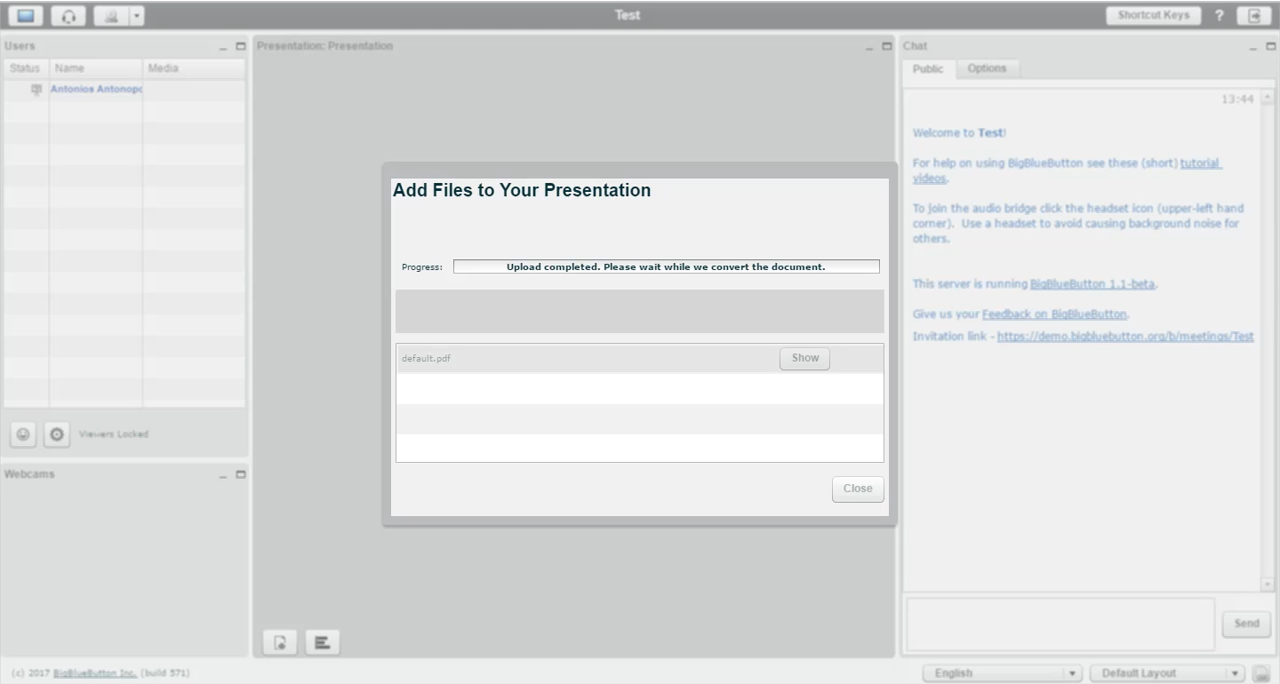 Test
Shortcut Keys
?
Users
Status Name Media
Antonios Antonopo
Viewers Locked
Webcams
Presentation: Presentation
Add Files to Your Presentation
Progress: Upload completed. Please wait while we convert the document.
default.pdf Show
Close
Chat
Public Options
13:44
Welcome to Test!
For help on using BigBlueButton see these (short) tutorial
videos.
To join the audio bridge click the headset icon (upper-left hand
corner). Use a headset to avoid causing background noise for
others.
This server is running BigBlueButton 1.1-beta.
Give us your Feedback on BigBlueButton.
Invitation link - https://demo.bigbluebutton.org/b/meetings/Test
Send
(c) 2017 BigBlueButton Inc. (build 571)
English
Default Layout